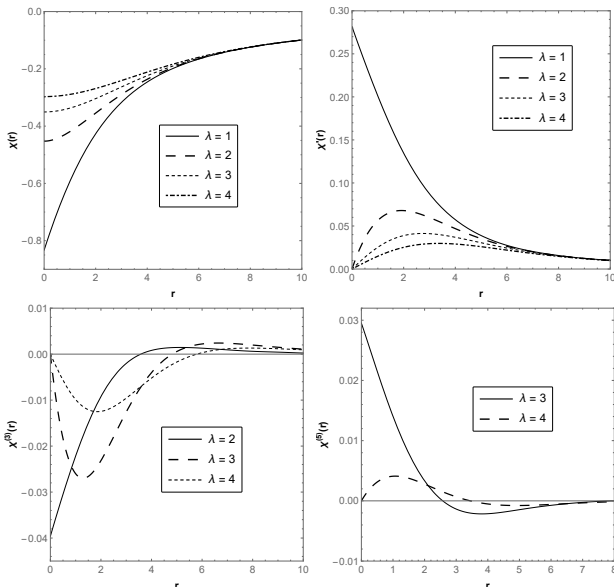 0.0
-0.2
-0.4
-0.6
-0.8
χ(r)
λ = 1
λ = 2
λ = 3
λ = 4
0 2 4 6 8 10
r
0.30
0.25
0.20
0.15
0.10
0.05
0.00
χ'(r)
λ = 1
λ = 2
λ = 3
λ = 4
0 2 4 6 8 10
r
0.01
0.00
-0.01
-0.02
-0.03
-0.04
χ(3)(r)
λ = 2
λ = 3
λ = 4
0 2 4 6 8 10
r
0.03
0.02
0.01
0.00
-0.01
χ(5)(r)
λ = 3
λ = 4
0 1 2 3 4 5 6 7 8
r